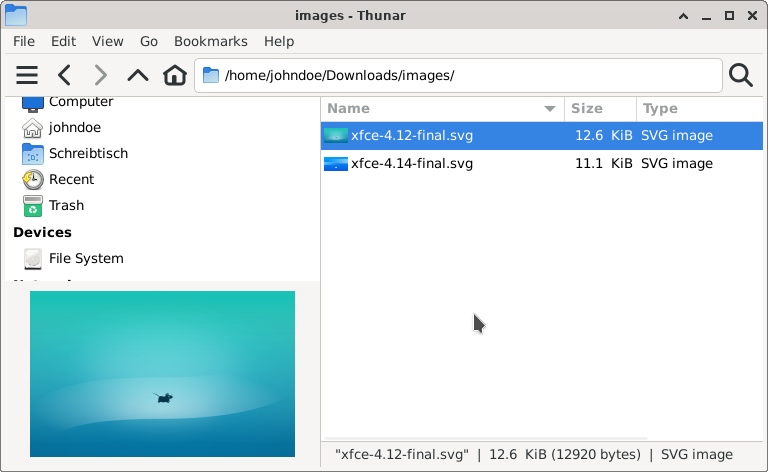 images - Thunar
File Edit View Go Bookmarks Help
/home/johndoe/Downloads/images/
Computer
johndoe
Schreibtisch
Recent
Trash
Devices
File System
Name Size Type
xfce-4.12-final.svg 12.6 KiB SVG image
xfce-4.14-final.svg 11.1 KiB SVG image
"xfce-4.12-final.svg" | 12.6 KiB (12920 bytes) | SVG image